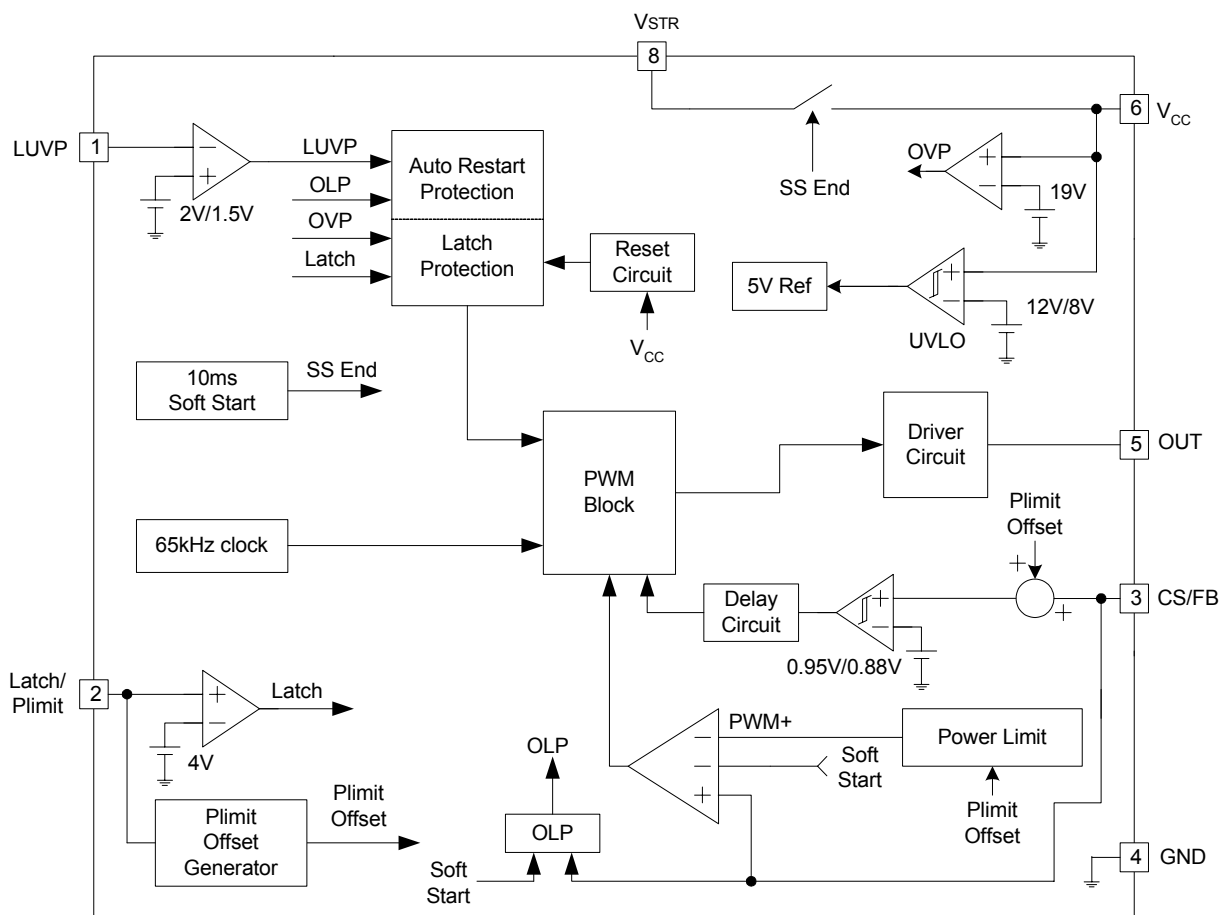 VSTR
8
6
VCC
LUVP
1
−
+
2V/1.5V
LUVP
OLP
OVP
Latch
Auto Restart
Protection
Latch
Protection
Reset
Circuit
VCC
SS End
OVP
+
−
19V
5V Ref
+
−
UVLO
12V/8V
10ms
Soft Start
SS End
PWM
Block
Driver
Circuit
5
OUT
65kHz clock
Plimit
Offset
+
+
3
CS/FB
Delay
Circuit
+
−
0.95V/0.88V
Latch/
Plimit
2
+
−
4V
Latch
PWM+
−
−
+
Soft
Start
Power Limit
Plimit
Offset
OLP
OLP
Plimit
Offset
Generator
Plimit
Offset
Soft
Start
4
GND